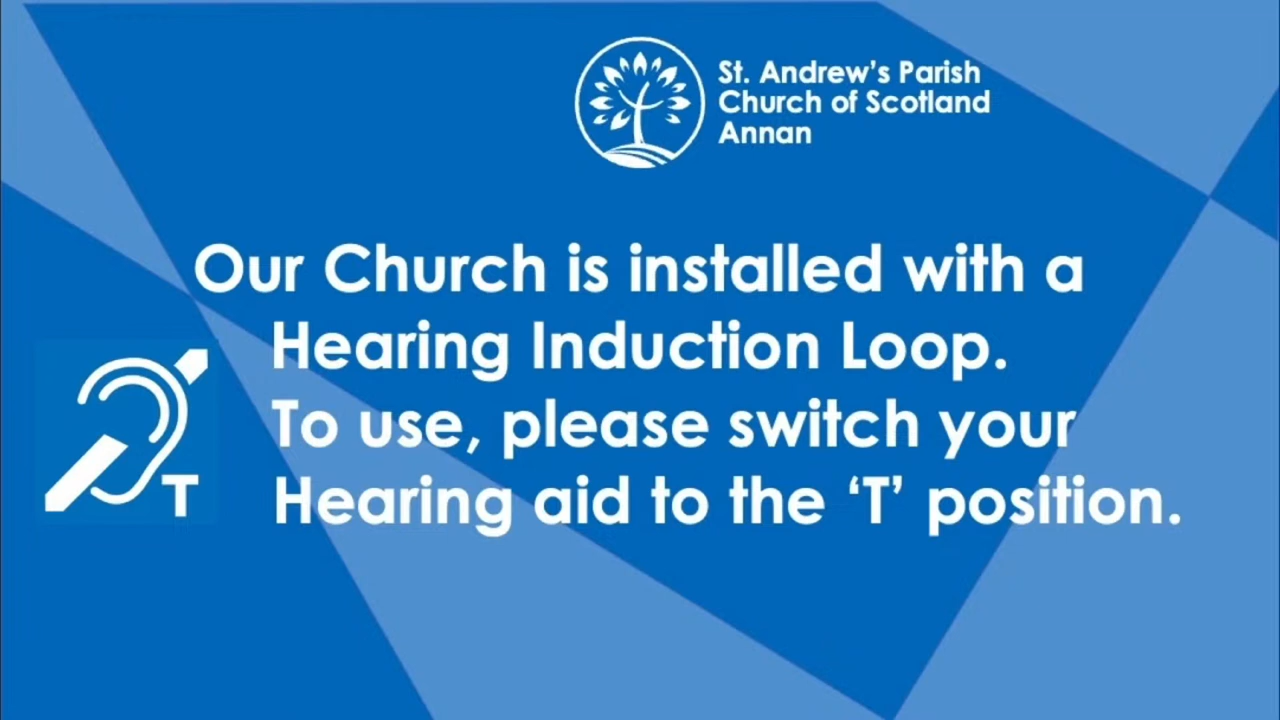 St. Andrew's Parish
Church of Scotland
Annan
Our Church is installed with a
Hearing Induction Loop.
To use, please switch your
Hearing aid to the ‘T’ position.
T